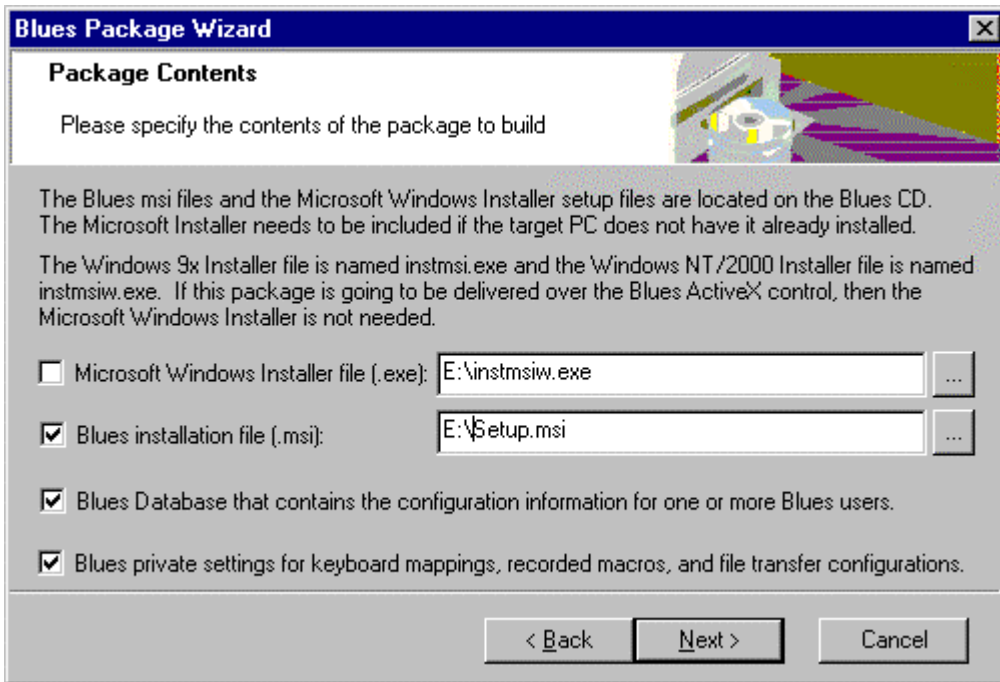 Blues Package Wizard
Package Contents
Please specify the contents of the package to build
The Blues msi files and the Microsoft Windows Installer setup files are located on the Blues CD.
The Microsoft Installer needs to be included if the target PC does not have it already installed.
The Windows 9x Installer file is named instmsi.exe and the Windows NT/2000 Installer file is named
instmsiw.exe.  If this package is going to be delivered over the Blues ActiveX control, then the
Microsoft Windows Installer is not needed.
Microsoft Windows Installer file (.exe): E:\instmsiw.exe ...
Blues installation file (.msi): E:\Setup.msi ...
Blues Database that contains the configuration information for one or more Blues users.
Blues private settings for keyboard mappings, recorded macros, and file transfer configurations.
< Back Next > Cancel